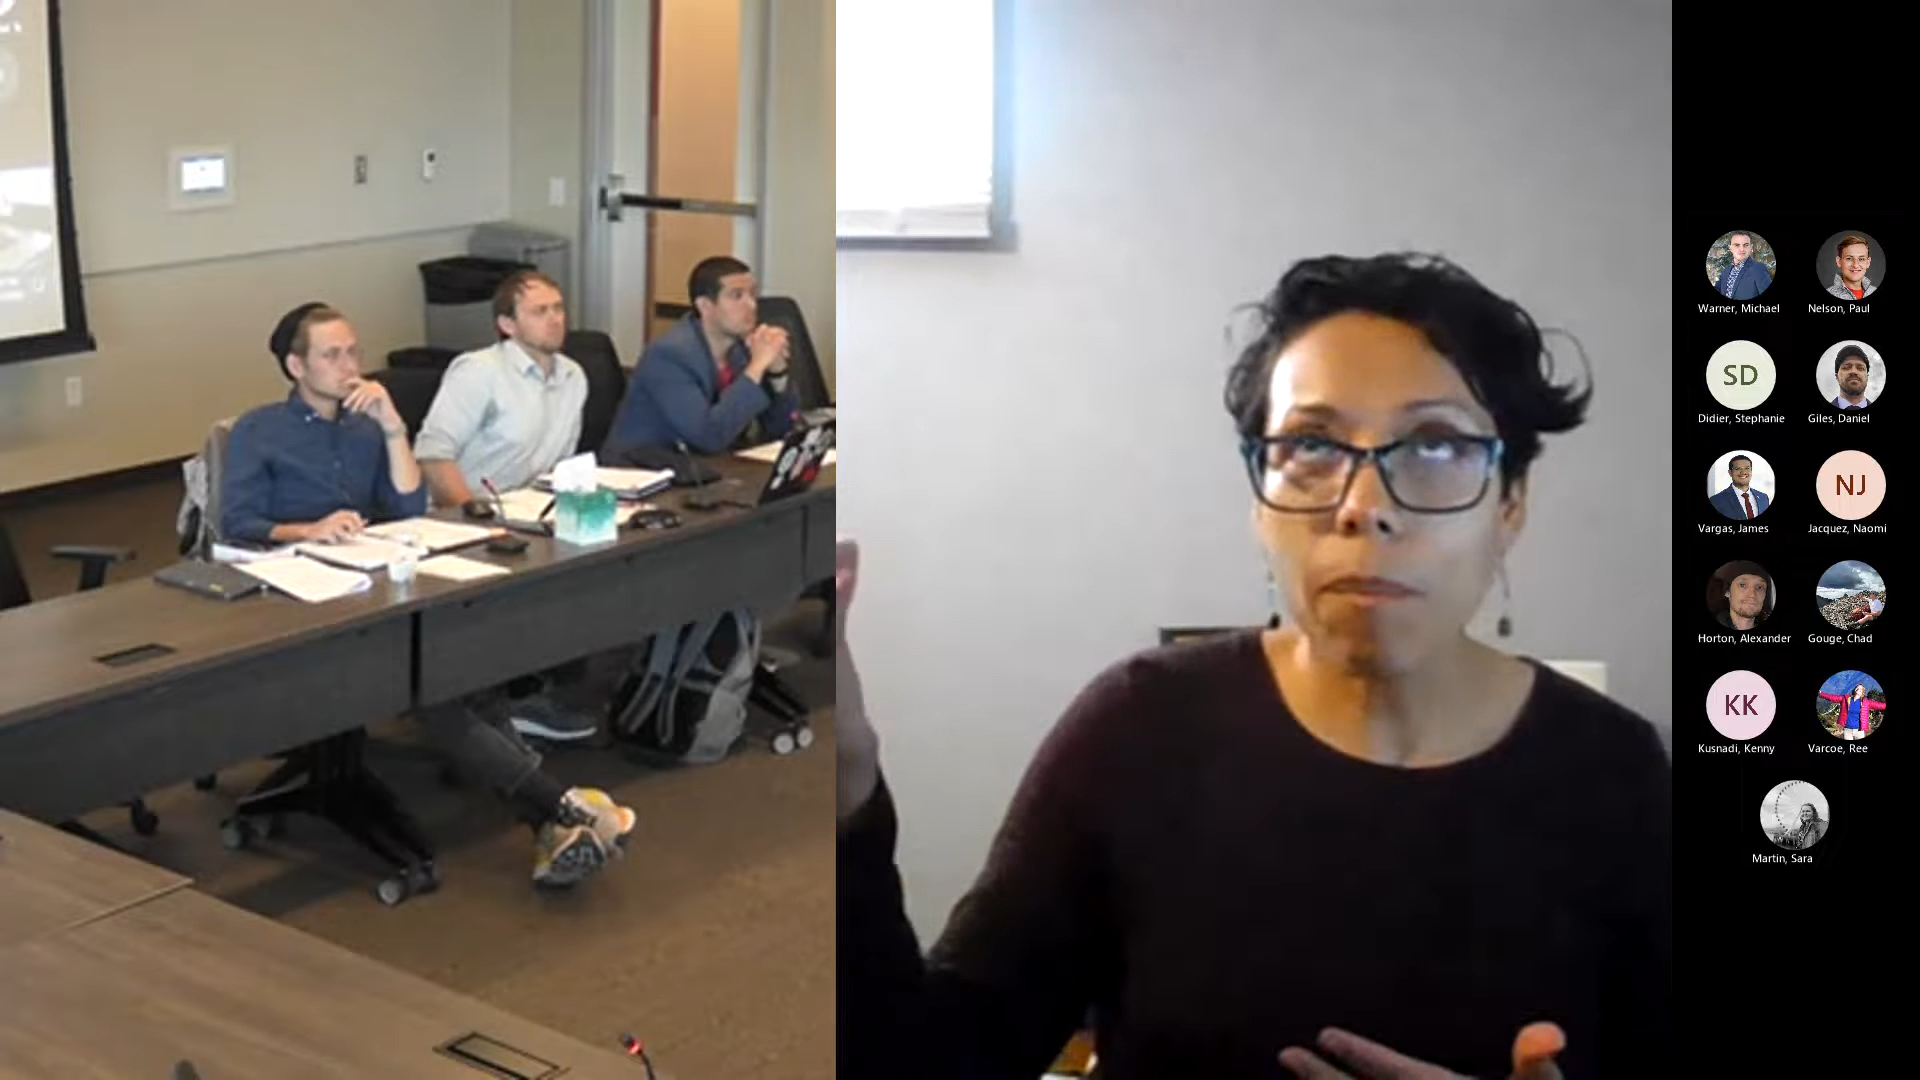 Warner, Michael
Nelson, Paul
SD
Didier, Stephanie
Giles, Daniel
Vargas, James
NJ
Jacquez, Naomi
Horton, Alexander
Gouge, Chad
KK
Kusnadi, Kenny
Varcoe, Ree
Martin, Sara